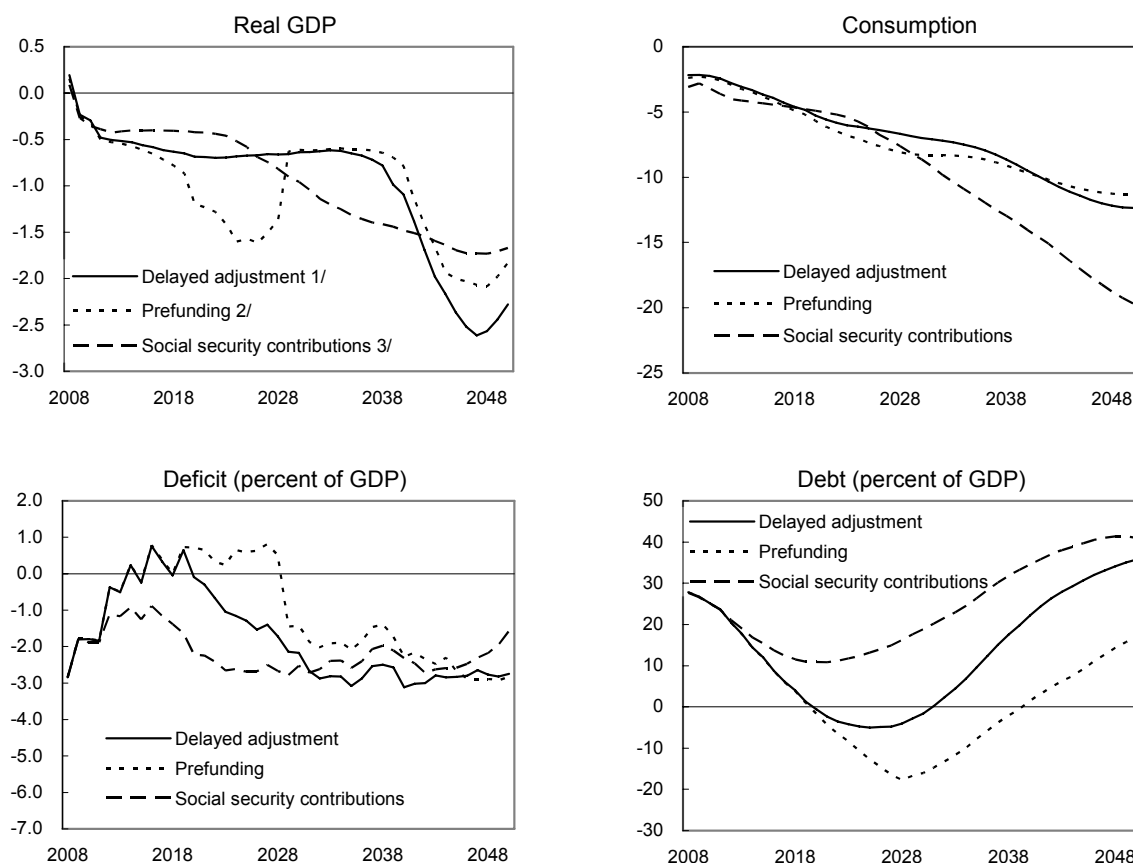 Real GDP
0.5
0.0
-0.5
-1.0
-1.5
-2.0
-2.5
-3.0
Delayed adjustment 1/
Prefunding 2/
Social security contributions 3/
2008 2018 2028 2038 2048
Consumption
0
-5
-10
-15
-20
-25
Delayed adjustment
Prefunding
Social security contributions
2008 2018 2028 2038 2048
Deficit (percent of GDP)
2.0
1.0
0.0
-1.0
-2.0
-3.0
-4.0
-5.0
-6.0
-7.0
Delayed adjustment
Prefunding
Social security contributions
2008 2018 2028 2038 2048
Debt (percent of GDP)
50
40
30
20
10
0
-10
-20
-30
Delayed adjustment
Prefunding
Social security contributions
2008 2018 2028 2038 2048